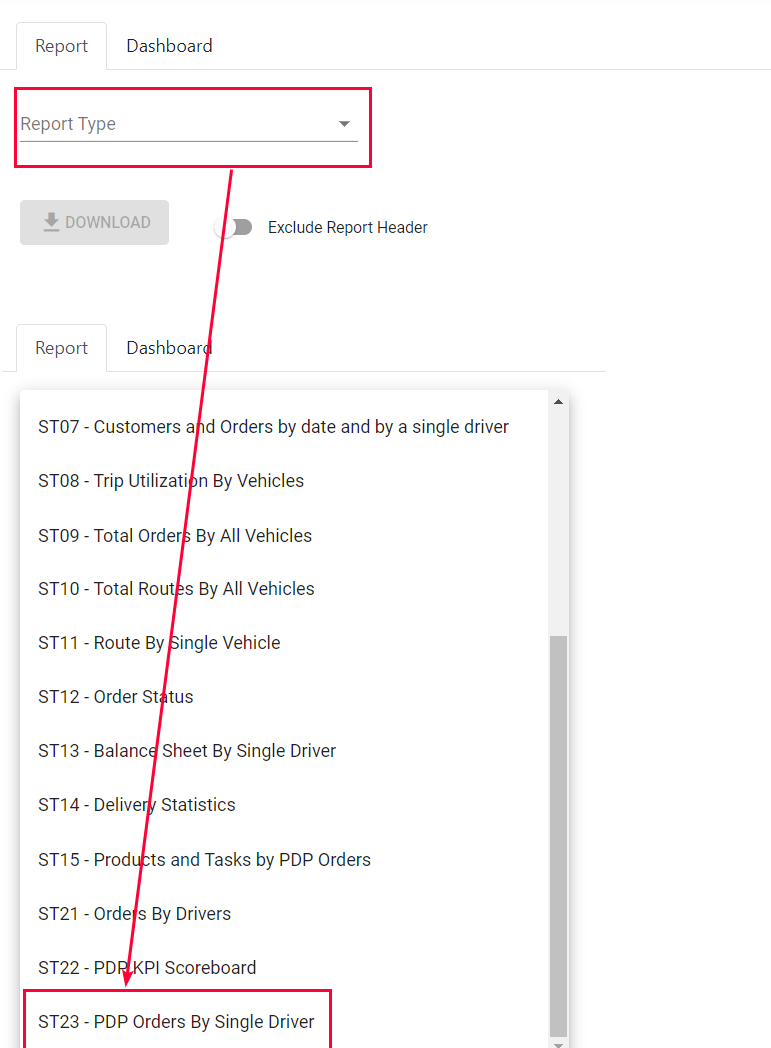 Report Dashboard
Report Type
DOWNLOAD Exclude Report Header
Report Dashboard
ST07 - Customers and Orders by date and by a single driver
ST08 - Trip Utilization By Vehicles
ST09 - Total Orders By All Vehicles
ST10 - Total Routes By All Vehicles
ST11 - Route By Single Vehicle
ST12 - Order Status
ST13 - Balance Sheet By Single Driver
ST14 - Delivery Statistics
ST15 - Products and Tasks by PDP Orders
ST21 - Orders By Drivers
ST22 - PDP KPI Scoreboard
ST23 - PDP Orders By Single Driver